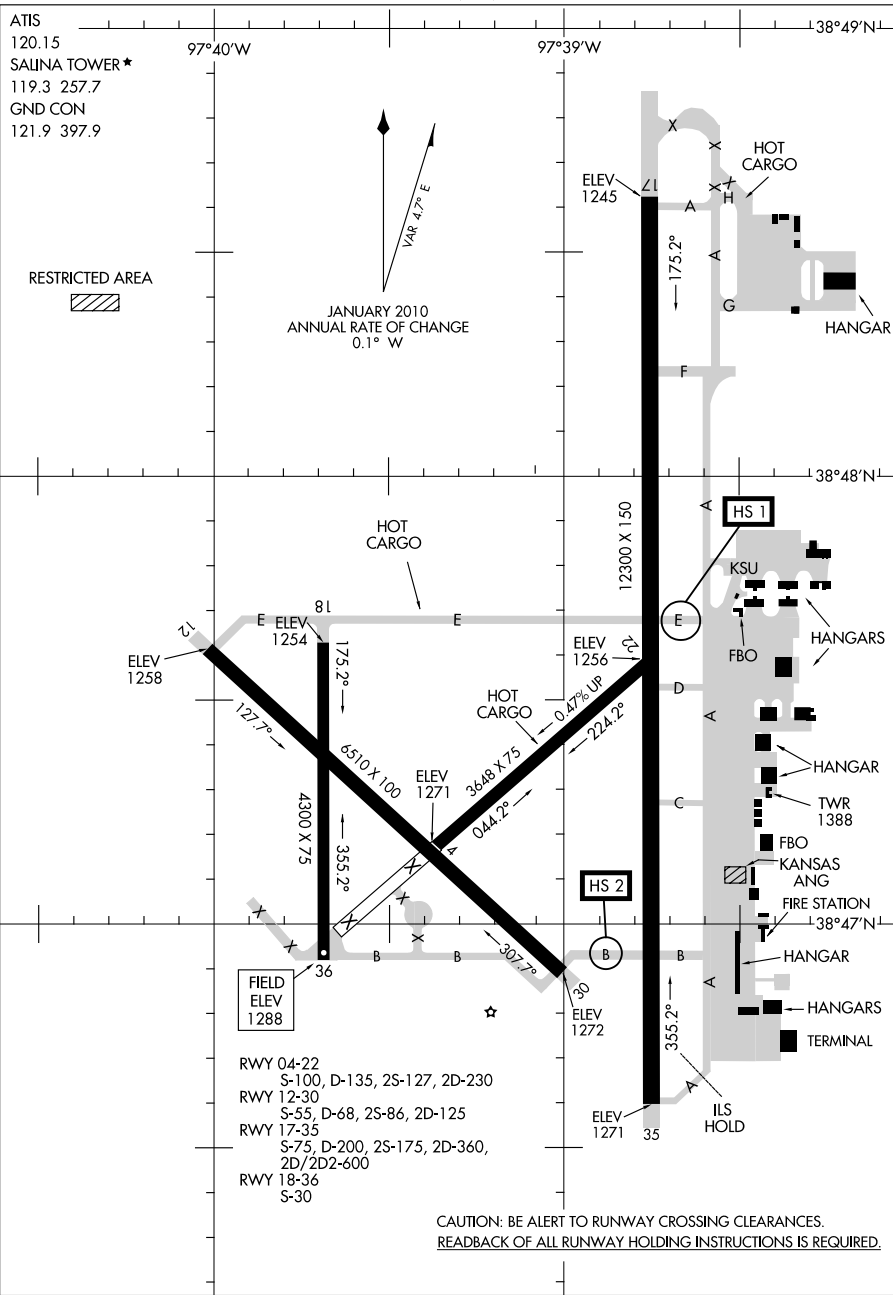 ATIS
120.15
SALINA TOWER★
119.3 257.7
GND CON
121.9 397.9
97°40'W
97°39'W
38°49'N
VAR 4.7° E
JANUARY 2010
ANNUAL RATE OF CHANGE
0.1° W
RESTRICTED AREA
X
X
X
X
H
HOT
CARGO
ELEV
1245
17
A
A
175.2°
G
HANGAR
F
38°48'N
12300 X 150
A
HS 1
KSU
HOT
CARGO
E
E
E
18
12
ELEV
1254
ELEV
1258
175.2°
127.7°
ELEV
1256
22
FBO
HANGARS
D
A
HOT
CARGO
0.47% UP
224.2°
3648 X 75
044.2°
6510 X 100
4300 X 75
355.2°
ELEV
1271
4
X
X
HANGAR
TWR
1388
C
FBO
KANSAS
ANG
FIRE STATION
38°47'N
HS 2
X
X
X
X
B
B
B
B
307.7°
30
36
FIELD
ELEV
1288
ELEV
1272
A
HANGAR
HANGARS
TERMINAL
355.2°
A
ILS
HOLD
ELEV
1271
35
RWY 04-22
S-100, D-135, 2S-127, 2D-230
RWY 12-30
S-55, D-68, 2S-86, 2D-125
RWY 17-35
S-75, D-200, 2S-175, 2D-360,
2D/2D2-600
RWY 18-36
S-30
CAUTION: BE ALERT TO RUNWAY CROSSING CLEARANCES.
READBACK OF ALL RUNWAY HOLDING INSTRUCTIONS IS REQUIRED.